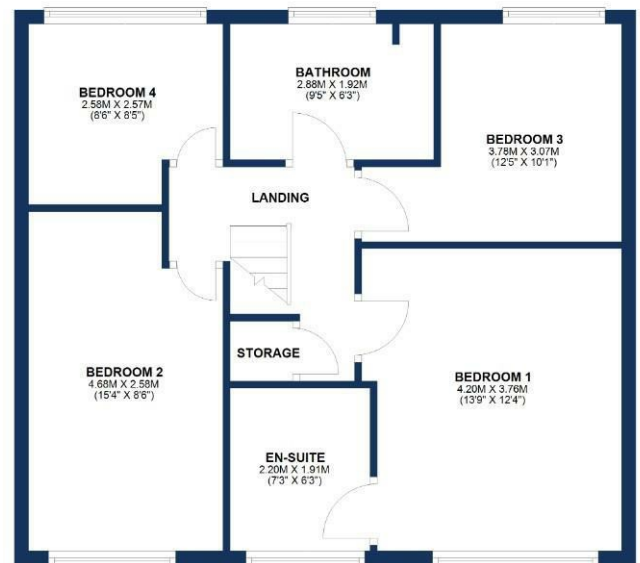 BEDROOM 4
2.58M X 2.57M
(8'6" X 8'5")
BATHROOM
2.88M X 1.92M
(9'5" X 6'3")
BEDROOM 3
3.78M X 3.07M
(12'5" X 10'1")
LANDING
STORAGE
BEDROOM 2
4.68M X 2.58M
(15'4" X 8'6")
BEDROOM 1
4.20M X 3.76M
(13'9" X 12'4")
EN-SUITE
2.20M X 1.91M
(7'3" X 6'3")